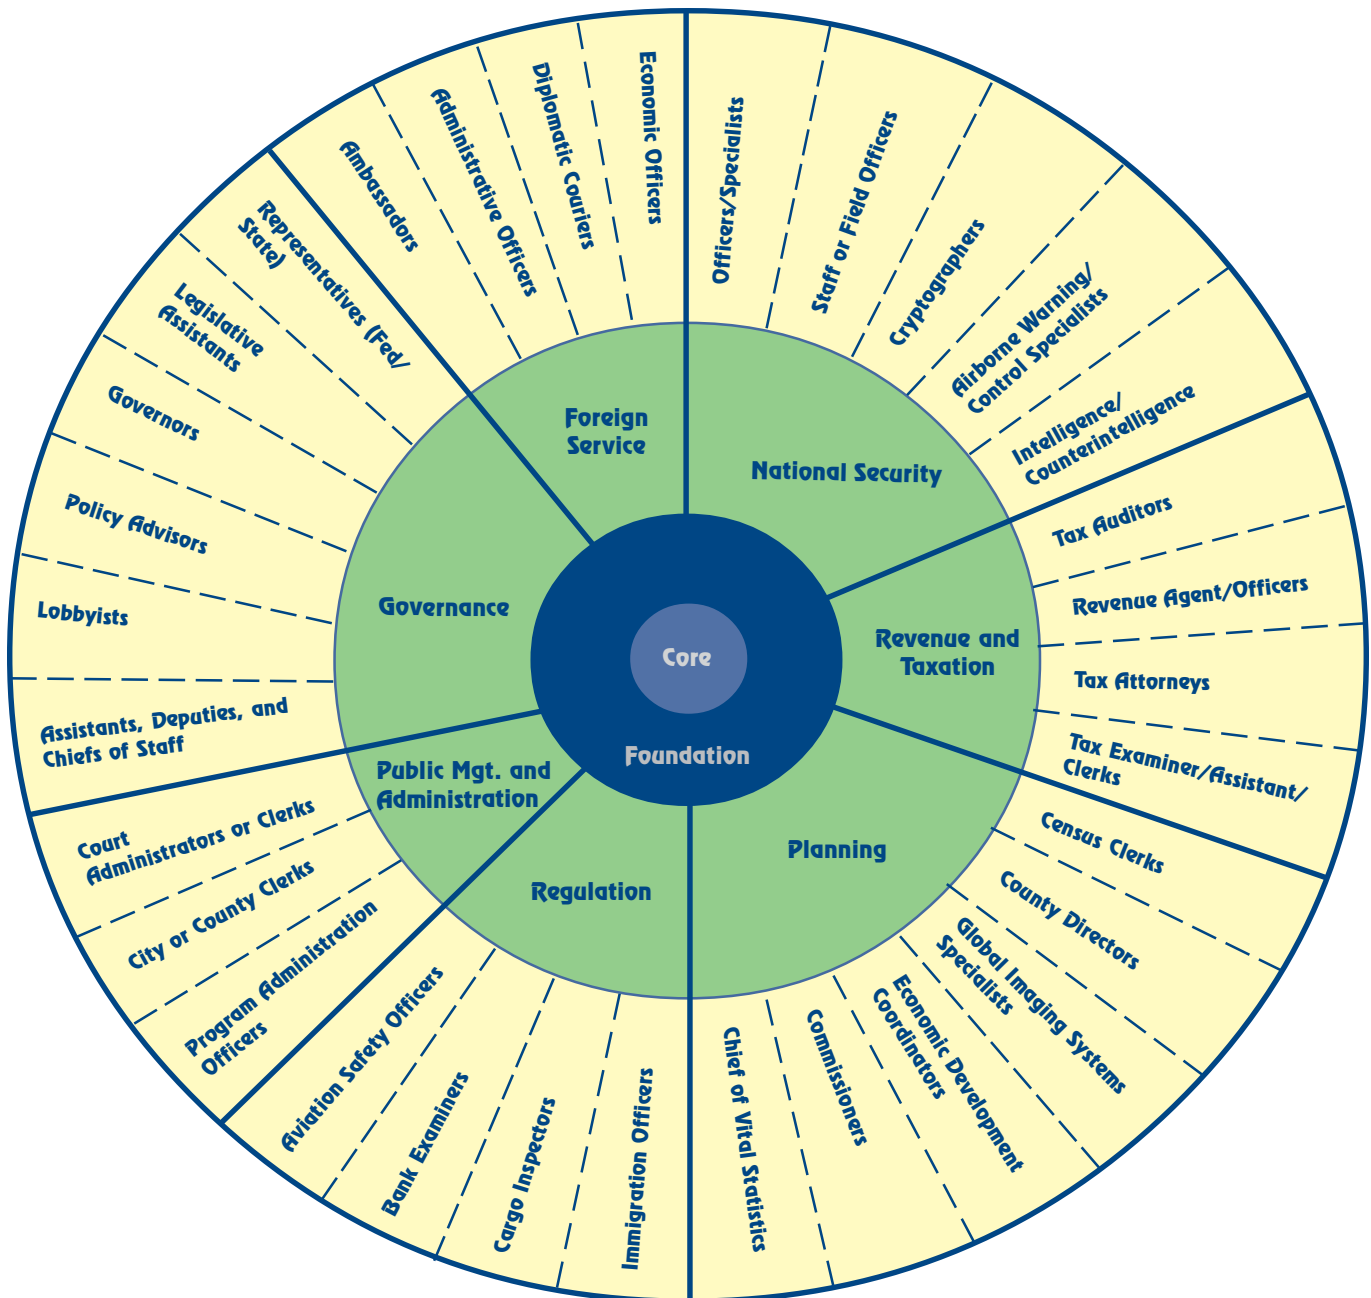 Core
Foundation
Foreign
Service
National Security
Revenue and
Taxation
Planning
Regulation
Public Mgt. and
Administration
Governance
Ambassadors
Administrative Officers
Diplomatic Couriers
Economic Officers
Officers/Specialists
Staff or Field Officers
Cryptographers
Airborne Warning/
Control Specialists
Intelligence/
Counterintelligence
Tax Auditors
Revenue Agent/Officers
Tax Attorneys
Tax Examiner/Assistant/
Clerks
Census Clerks
County Directors
Global Imaging Systems
Specialists
Economic Development
Coordinators
Commissioners
Chief of Vital Statistics
Immigration Officers
Cargo Inspectors
Bank Examiners
Aviation Safety Officers
Program Administration
Officers
City or County Clerks
Court
Administrators or Clerks
Assistants, Deputies, and
Chiefs of Staff
Lobbyists
Policy Advisors
Governors
Legislative
Assistants
Representatives (Fed/
State)